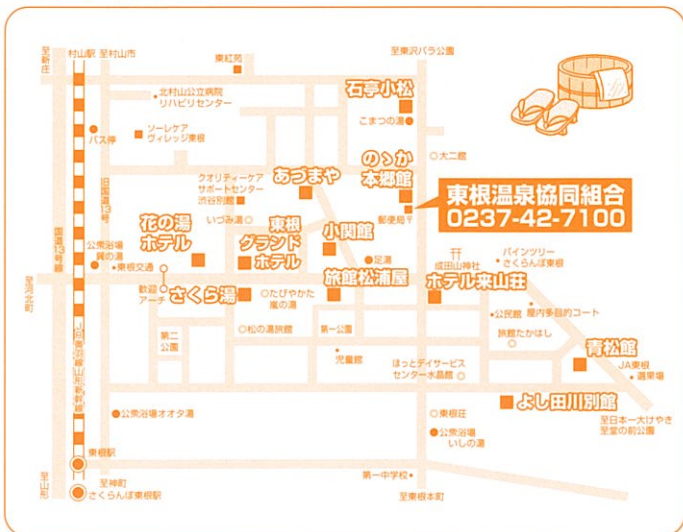 至新庄
村山駅
至村山市
東紅苑
至東沢バラ公園
北村山公立病院
リハビリセンター
石亭小松
こまつの湯
バス停
ソーレケア
ヴィレッジ東根
大二館
クオリティーケア
サポートセンター
渋谷別館
あづまや
のゝか
本郷館
郵便局
東根温泉協同組合
0237-42-7100
旧国道13号
国道13号線
花の湯
ホテル
いづみ湯
東根
グランド
ホテル
小関館
足湯
成田山神社
パインツリー
さくらんぼ東根
公衆浴場
巽の湯
東根交通
至河北町
歓迎
アーチ
さくら湯
たびやかた
嵐の湯
旅館松浦屋
ホテル来山荘
公民館
屋内多目的コート
旅館たかはし
第二
公園
松の湯旅館
第一公園
児童館
ほっとデイサービス
センター水晶館
青松館
JA東根
選果場
よし田川別館
至日本一大けやき
至堂の前公園
公衆浴場オオタ湯
東根荘
公衆浴場
いしの湯
東根駅
至山形
至神町
さくらんぼ東根駅
第一中学校
至東根本町